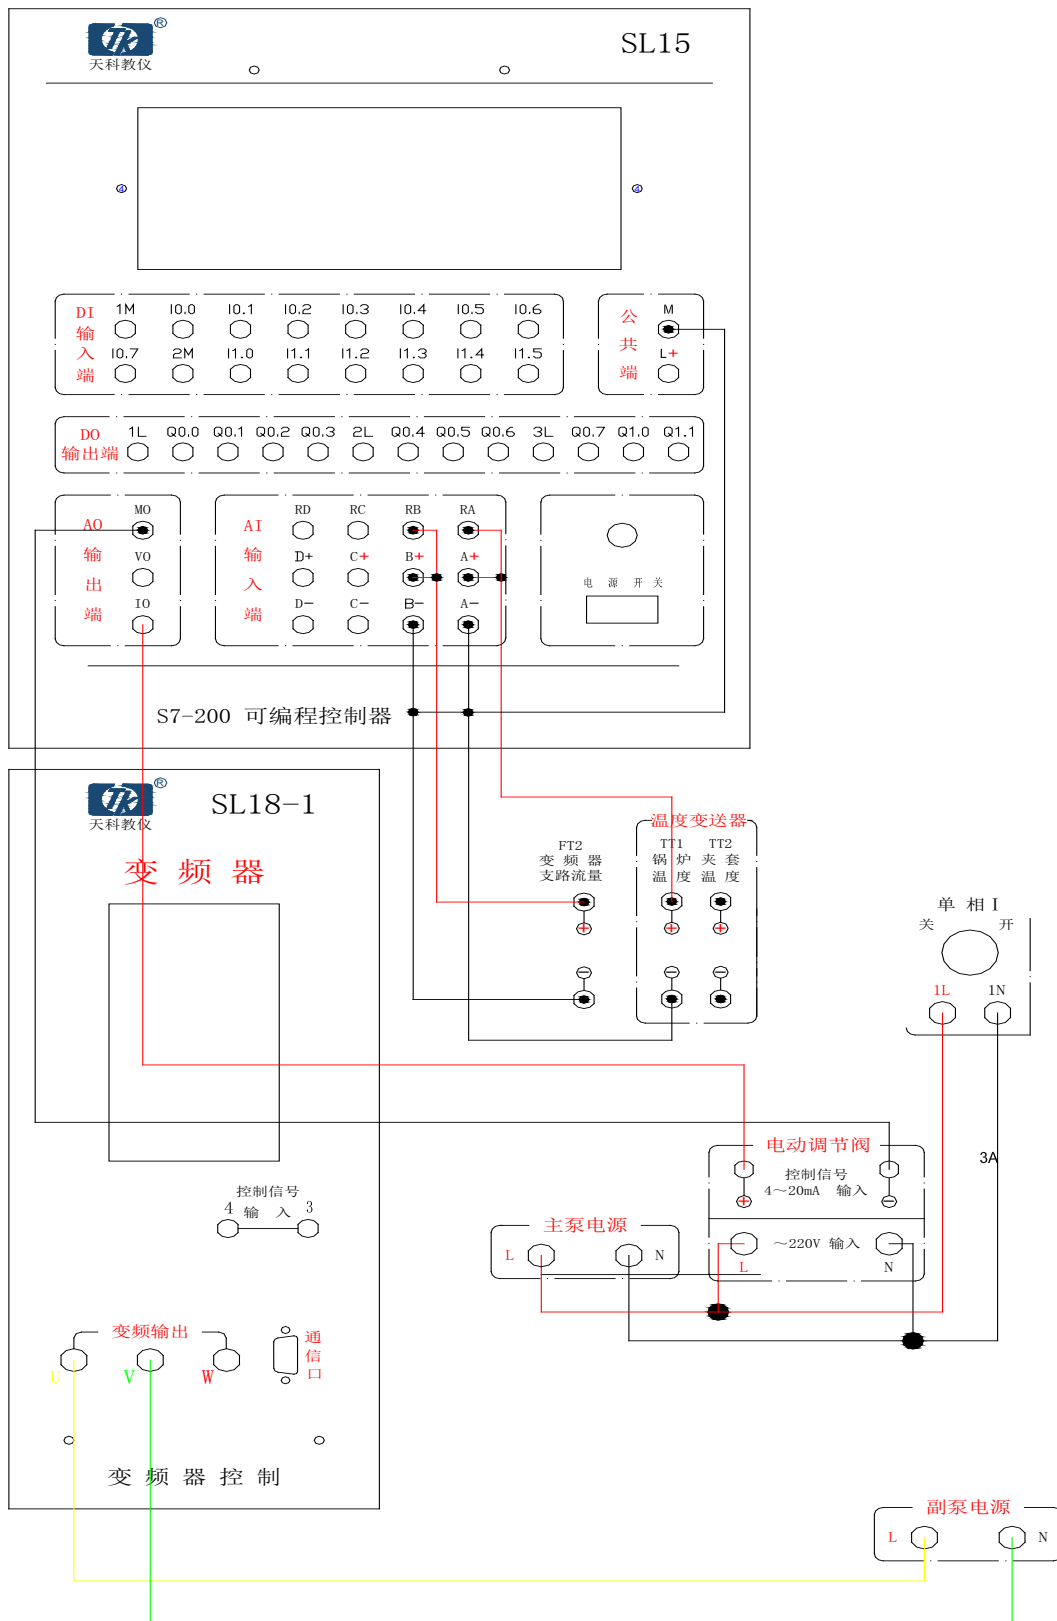 TK®
天科教仪
SL15
4
4
DI
输
入
端
1M I0.0 I0.1 I0.2 I0.3 I0.4 I0.5 I0.6
I0.7 2M I1.0 I1.1 I1.2 I1.3 I1.4 I1.5
公
共
端
M
L+
DO
输出端
1L Q0.0 Q0.1 Q0.2 Q0.3 2L Q0.4 Q0.5 Q0.6 3L Q0.7 Q1.0 Q1.1
AO
输
出
端
MO
VO
IO
AI
输
入
端
RD RC RB RA
D+ C+ B+ A+
D- C- B- A-
电 源 开 关
S7-200 可编程控制器
TK®
天科教仪
SL18-1
变 频 器
FT2
变 频 器
支路流量
+
-
温度变送器
TT1 TT2
锅 炉 夹 套
温 度 温 度
+ +
- -
单 相 I
关 开
1L 1N
3A
电动调节阀
控制信号
4~20mA 输入
+ -
~220V 输入
L N
主泵电源
L N
控制信号
4 输 入 3
变频输出
U V W
通
信
口
变 频 器 控 制
副泵电源
L N